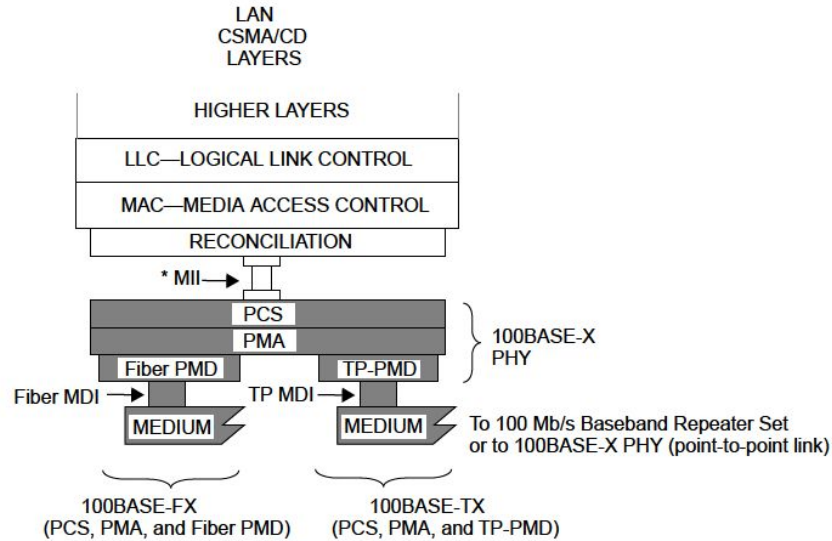 LAN
CSMA/CD
LAYERS
HIGHER LAYERS
LLC—LOGICAL LINK CONTROL
MAC—MEDIA ACCESS CONTROL
RECONCILIATION
* MII
PCS
PMA
100BASE-X
PHY
Fiber PMD
TP-PMD
Fiber MDI
TP MDI
MEDIUM
MEDIUM
To 100 Mb/s Baseband Repeater Set
or to 100BASE-X PHY (point-to-point link)
100BASE-FX
(PCS, PMA, and Fiber PMD)
100BASE-TX
(PCS, PMA, and TP-PMD)